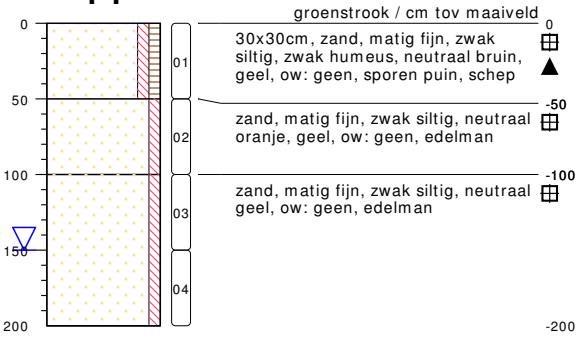 groenstrook / cm tov maaiveld
0
0
30x30cm, zand, matig fijn, zwak
siltig, zwak humeus, neutraal bruin,
geel, ow: geen, sporen puin, schep
01
50
-50
zand, matig fijn, zwak siltig, neutraal
oranje, geel, ow: geen, edelman
02
100
-100
zand, matig fijn, zwak siltig, neutraal
geel, ow: geen, edelman
03
150
04
200
-200